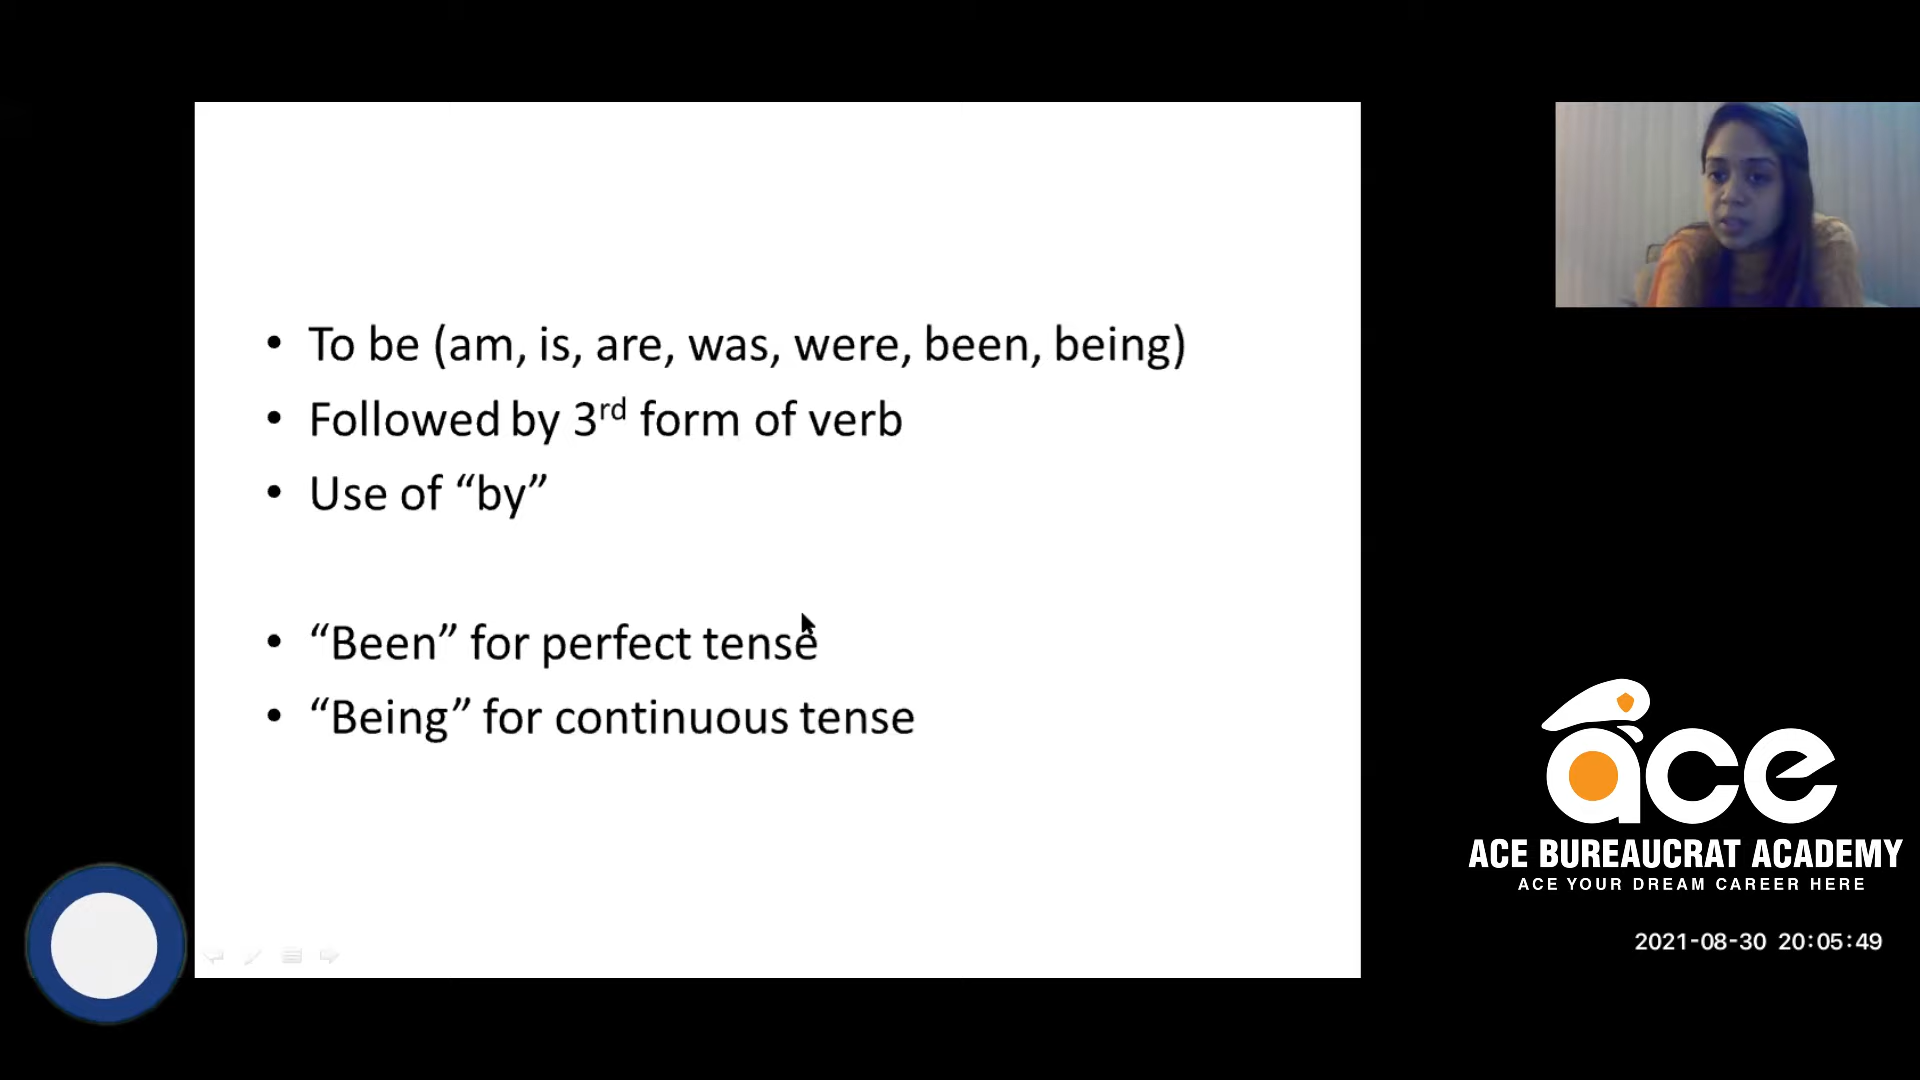 • To be (am, is, are, was, were, been, being)
• Followed by 3rd form of verb
• Use of “by”
• “Been” for perfect tense
• “Being” for continuous tense
ace
ACE BUREAUCRAT ACADEMY
ACE YOUR DREAM CAREER HERE
2021-08-30 20:05:49